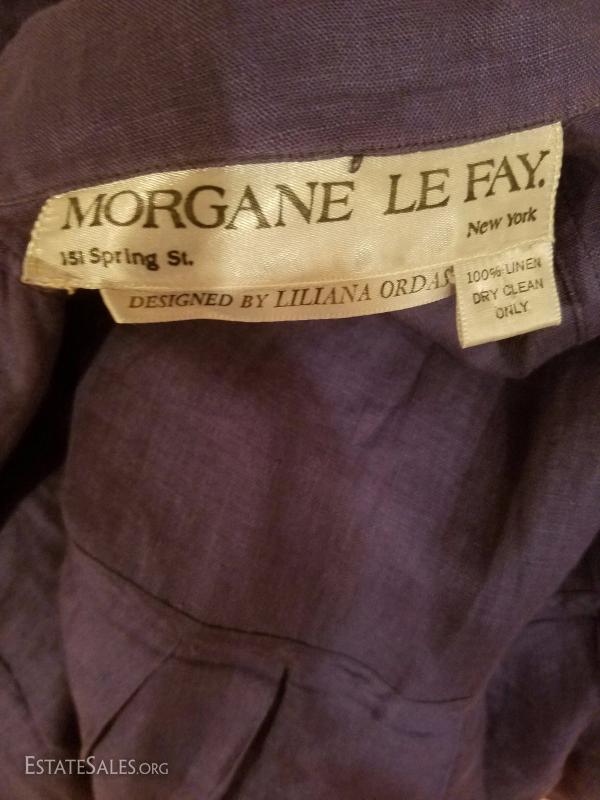 MORGANE LE FAY.
New York
151 Spring St.
DESIGNED BY LILIANA ORDAS
100% LINEN
DRY CLEAN
ONLY
ESTATESALES.ORG